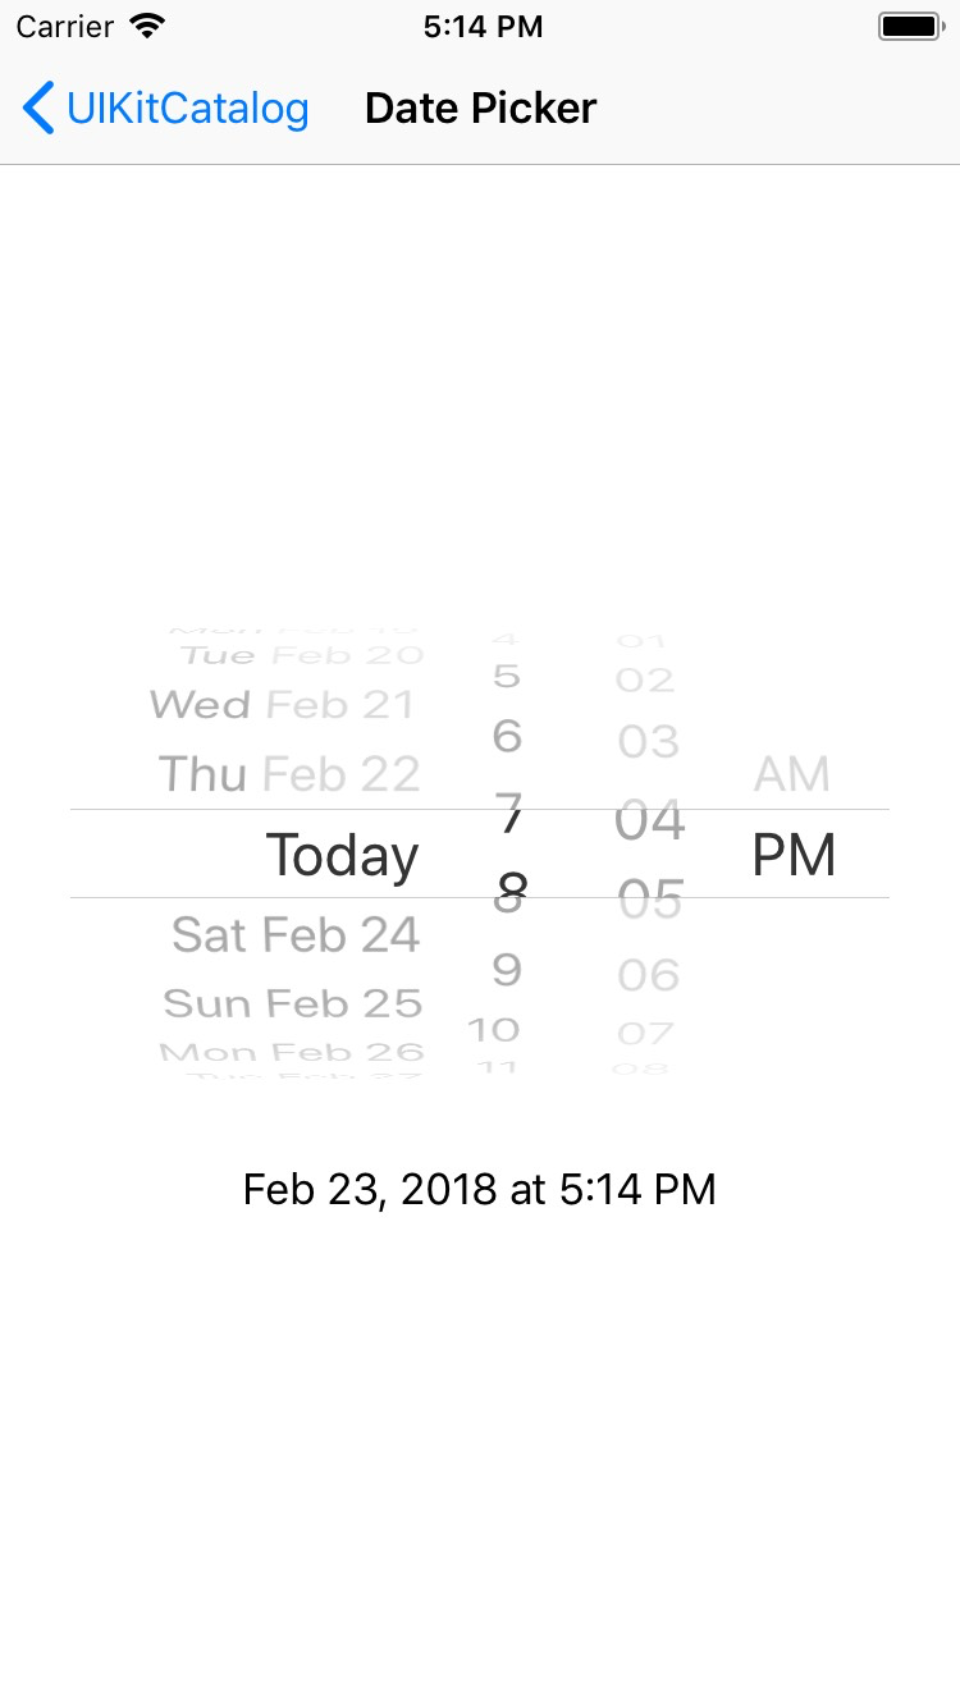 Carrier 5:14 PM
UIKitCatalog Date Picker
4 01
Tue Feb 20
5 02
Wed Feb 21
6 03
Thu Feb 22 AM
7 04
Today PM
8 05
Sat Feb 24
9 06
Sun Feb 25
10 07
Mon Feb 26
11 08
Feb 23, 2018 at 5:14 PM